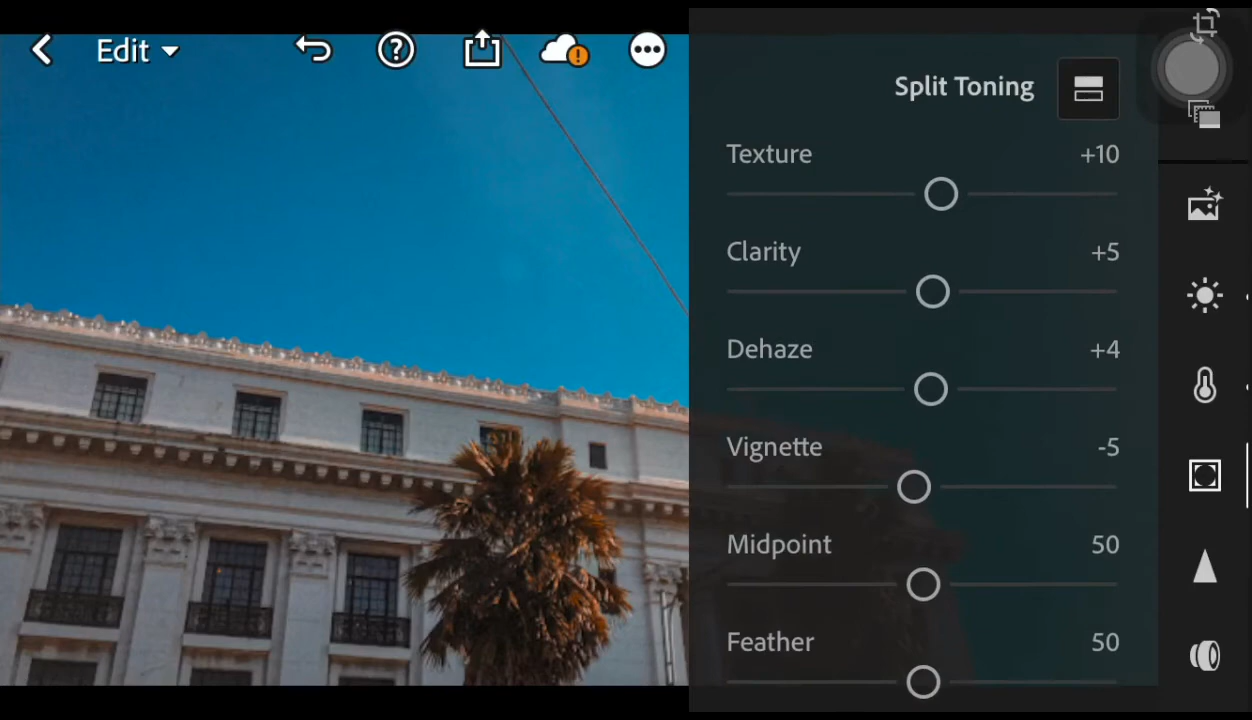 Edit
Split Toning
Texture +10
Clarity +5
Dehaze +4
Vignette -5
Midpoint 50
Feather 50